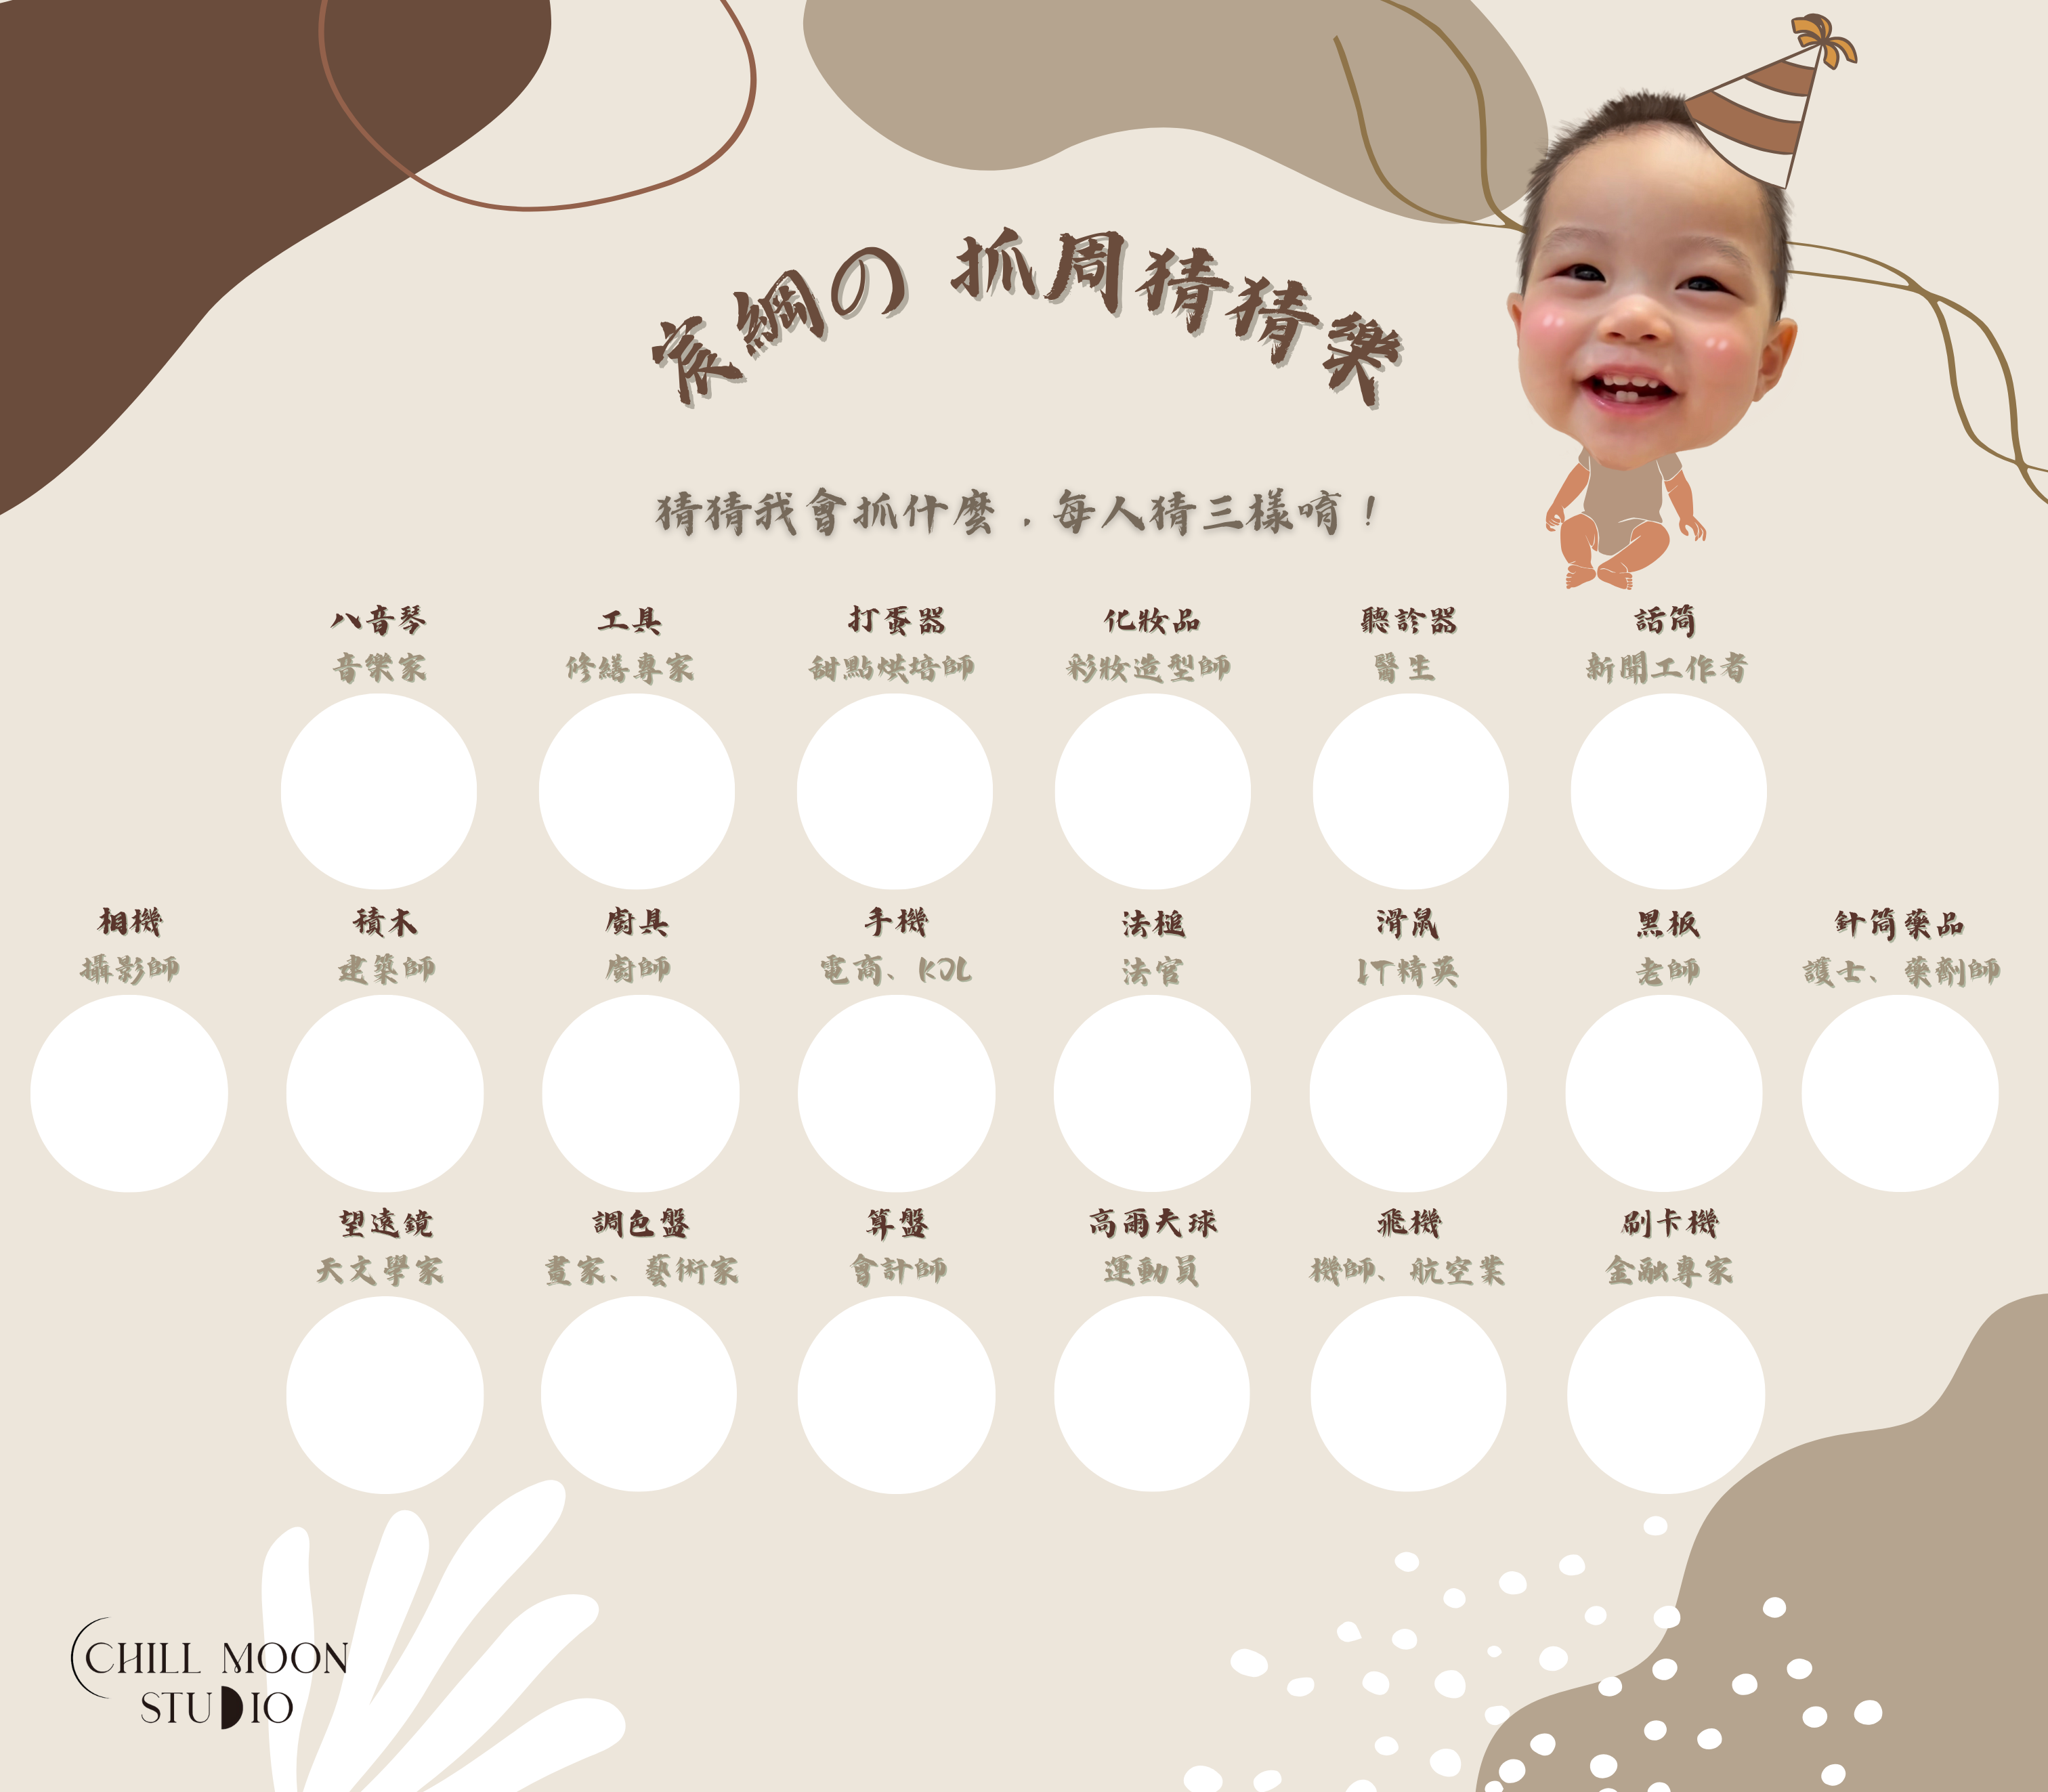 宸綱の 抓周猜猜樂
猜猜我會抓什麼，每人猜三樣唷！
八音琴 工具 打蛋器 化妝品 聽診器 話筒
音樂家 修繕專家 甜點烘培師 彩妝造型師 醫生 新聞工作者
相機 積木 廚具 手機 法槌 滑鼠 黑板 針筒藥品
攝影師 建築師 廚師 電商、KOL 法官 IT精英 老師 護士、藥劑師
望遠鏡 調色盤 算盤 高爾夫球 飛機 刷卡機
天文學家 畫家、藝術家 會計師 運動員 機師、航空業 金融專家
CHILL MOON
STUDIO